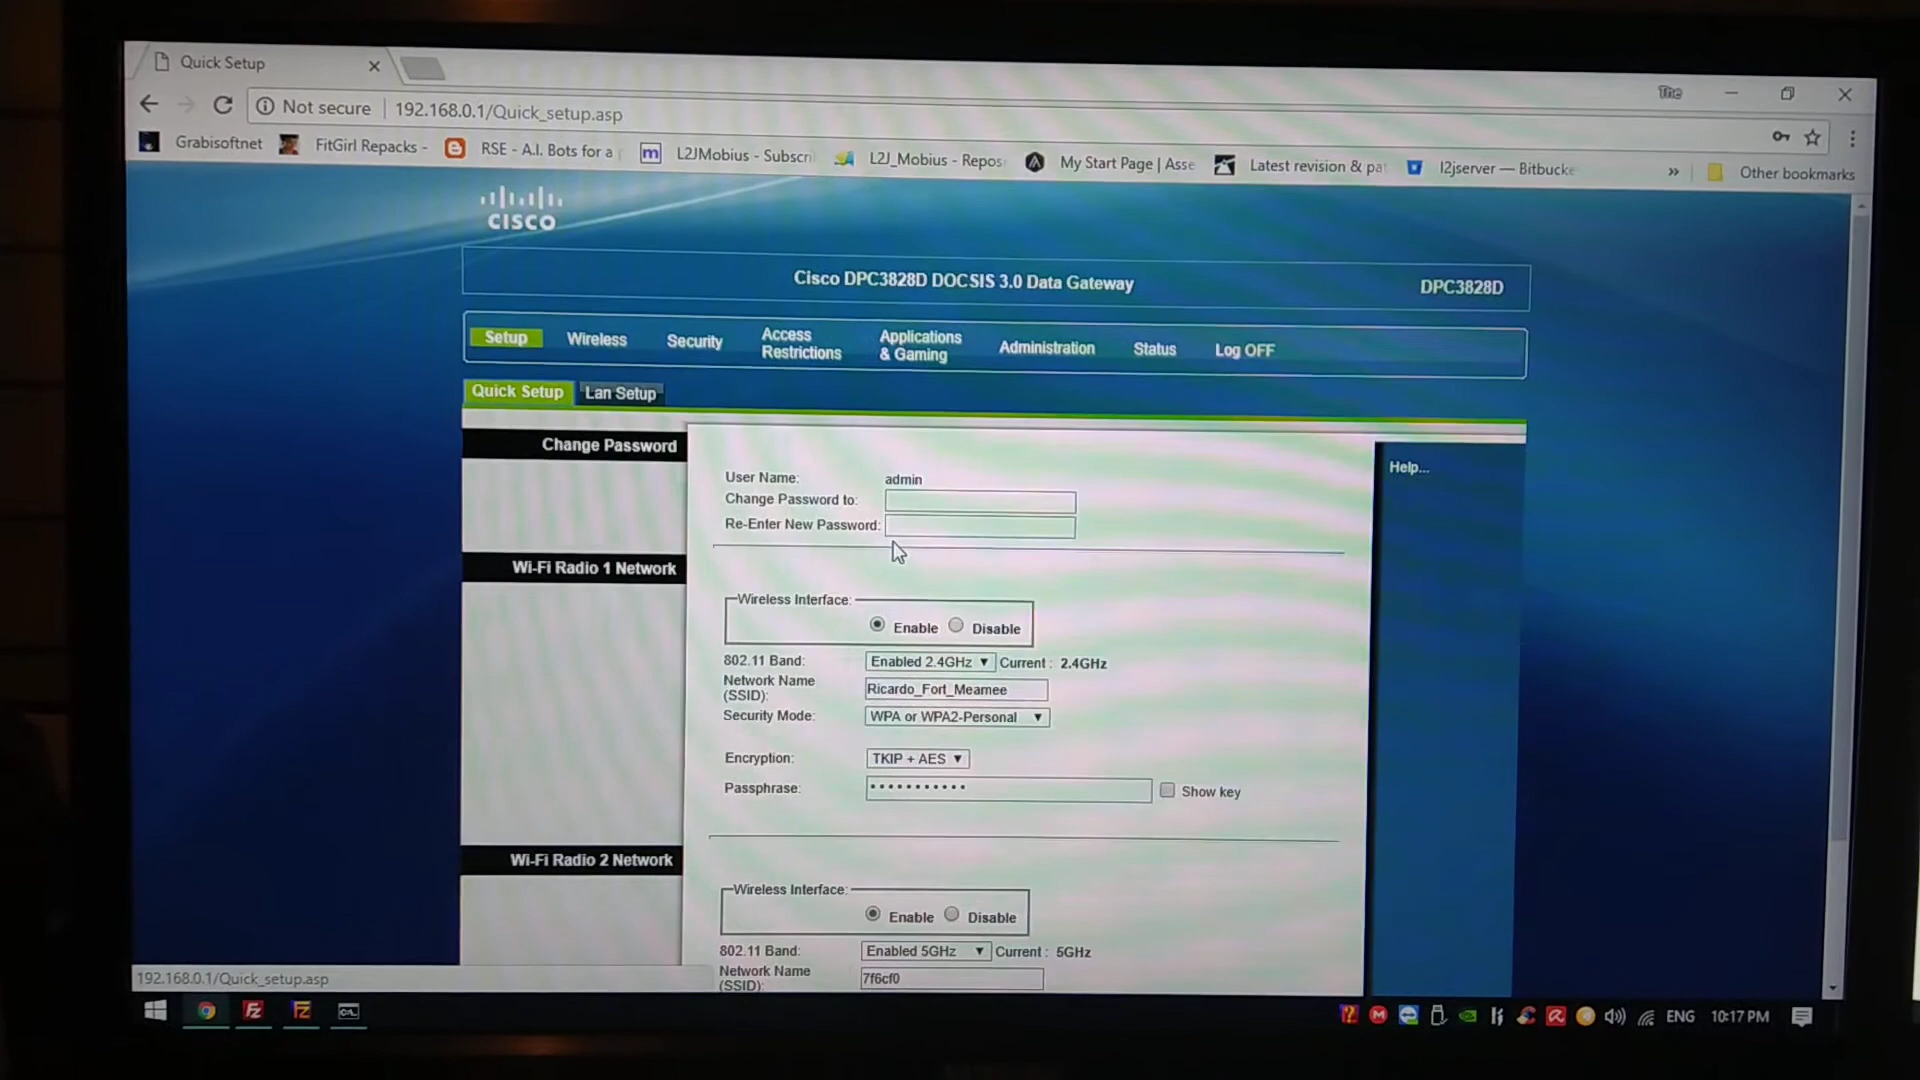 Quick Setup
The
Not secure
192.168.0.1/Quick_setup.asp
Grabisoftnet
FitGirl Repacks -
RSE - A.I. Bots for a
m
L2JMobius - Subscri
L2J_Mobius - Repos
My Start Page | Asse
Latest revision & pa
l2jserver — Bitbucke
»
Other bookmarks
CISCO
Cisco DPC3828D DOCSIS 3.0 Data Gateway
DPC3828D
Setup
Wireless
Security
Access
Restrictions
Applications
& Gaming
Administration
Status
Log OFF
Quick Setup
Lan Setup
Change Password
Help...
User Name: admin
Change Password to:
Re-Enter New Password:
Wi-Fi Radio 1 Network
Wireless Interface:
Enable
Disable
802.11 Band: Enabled 2.4GHz Current : 2.4GHz
Network Name
(SSID): Ricardo_Fort_Meamee
Security Mode: WPA or WPA2-Personal
Encryption: TKIP + AES
Passphrase:
Show key
Wi-Fi Radio 2 Network
Wireless Interface:
Enable
Disable
802.11 Band: Enabled 5GHz Current : 5GHz
Network Name
(SSID): 7f6cf0
192.168.0.1/Quick_setup.asp
ENG
10:17 PM